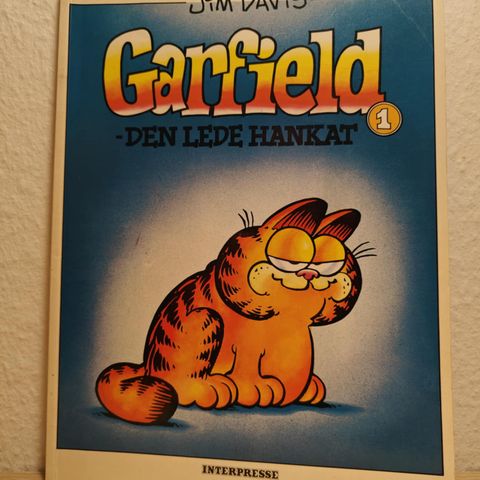 JIM DAVIS
Garfield
-DEN LEDE HANKAT
1
INTERPRESSE